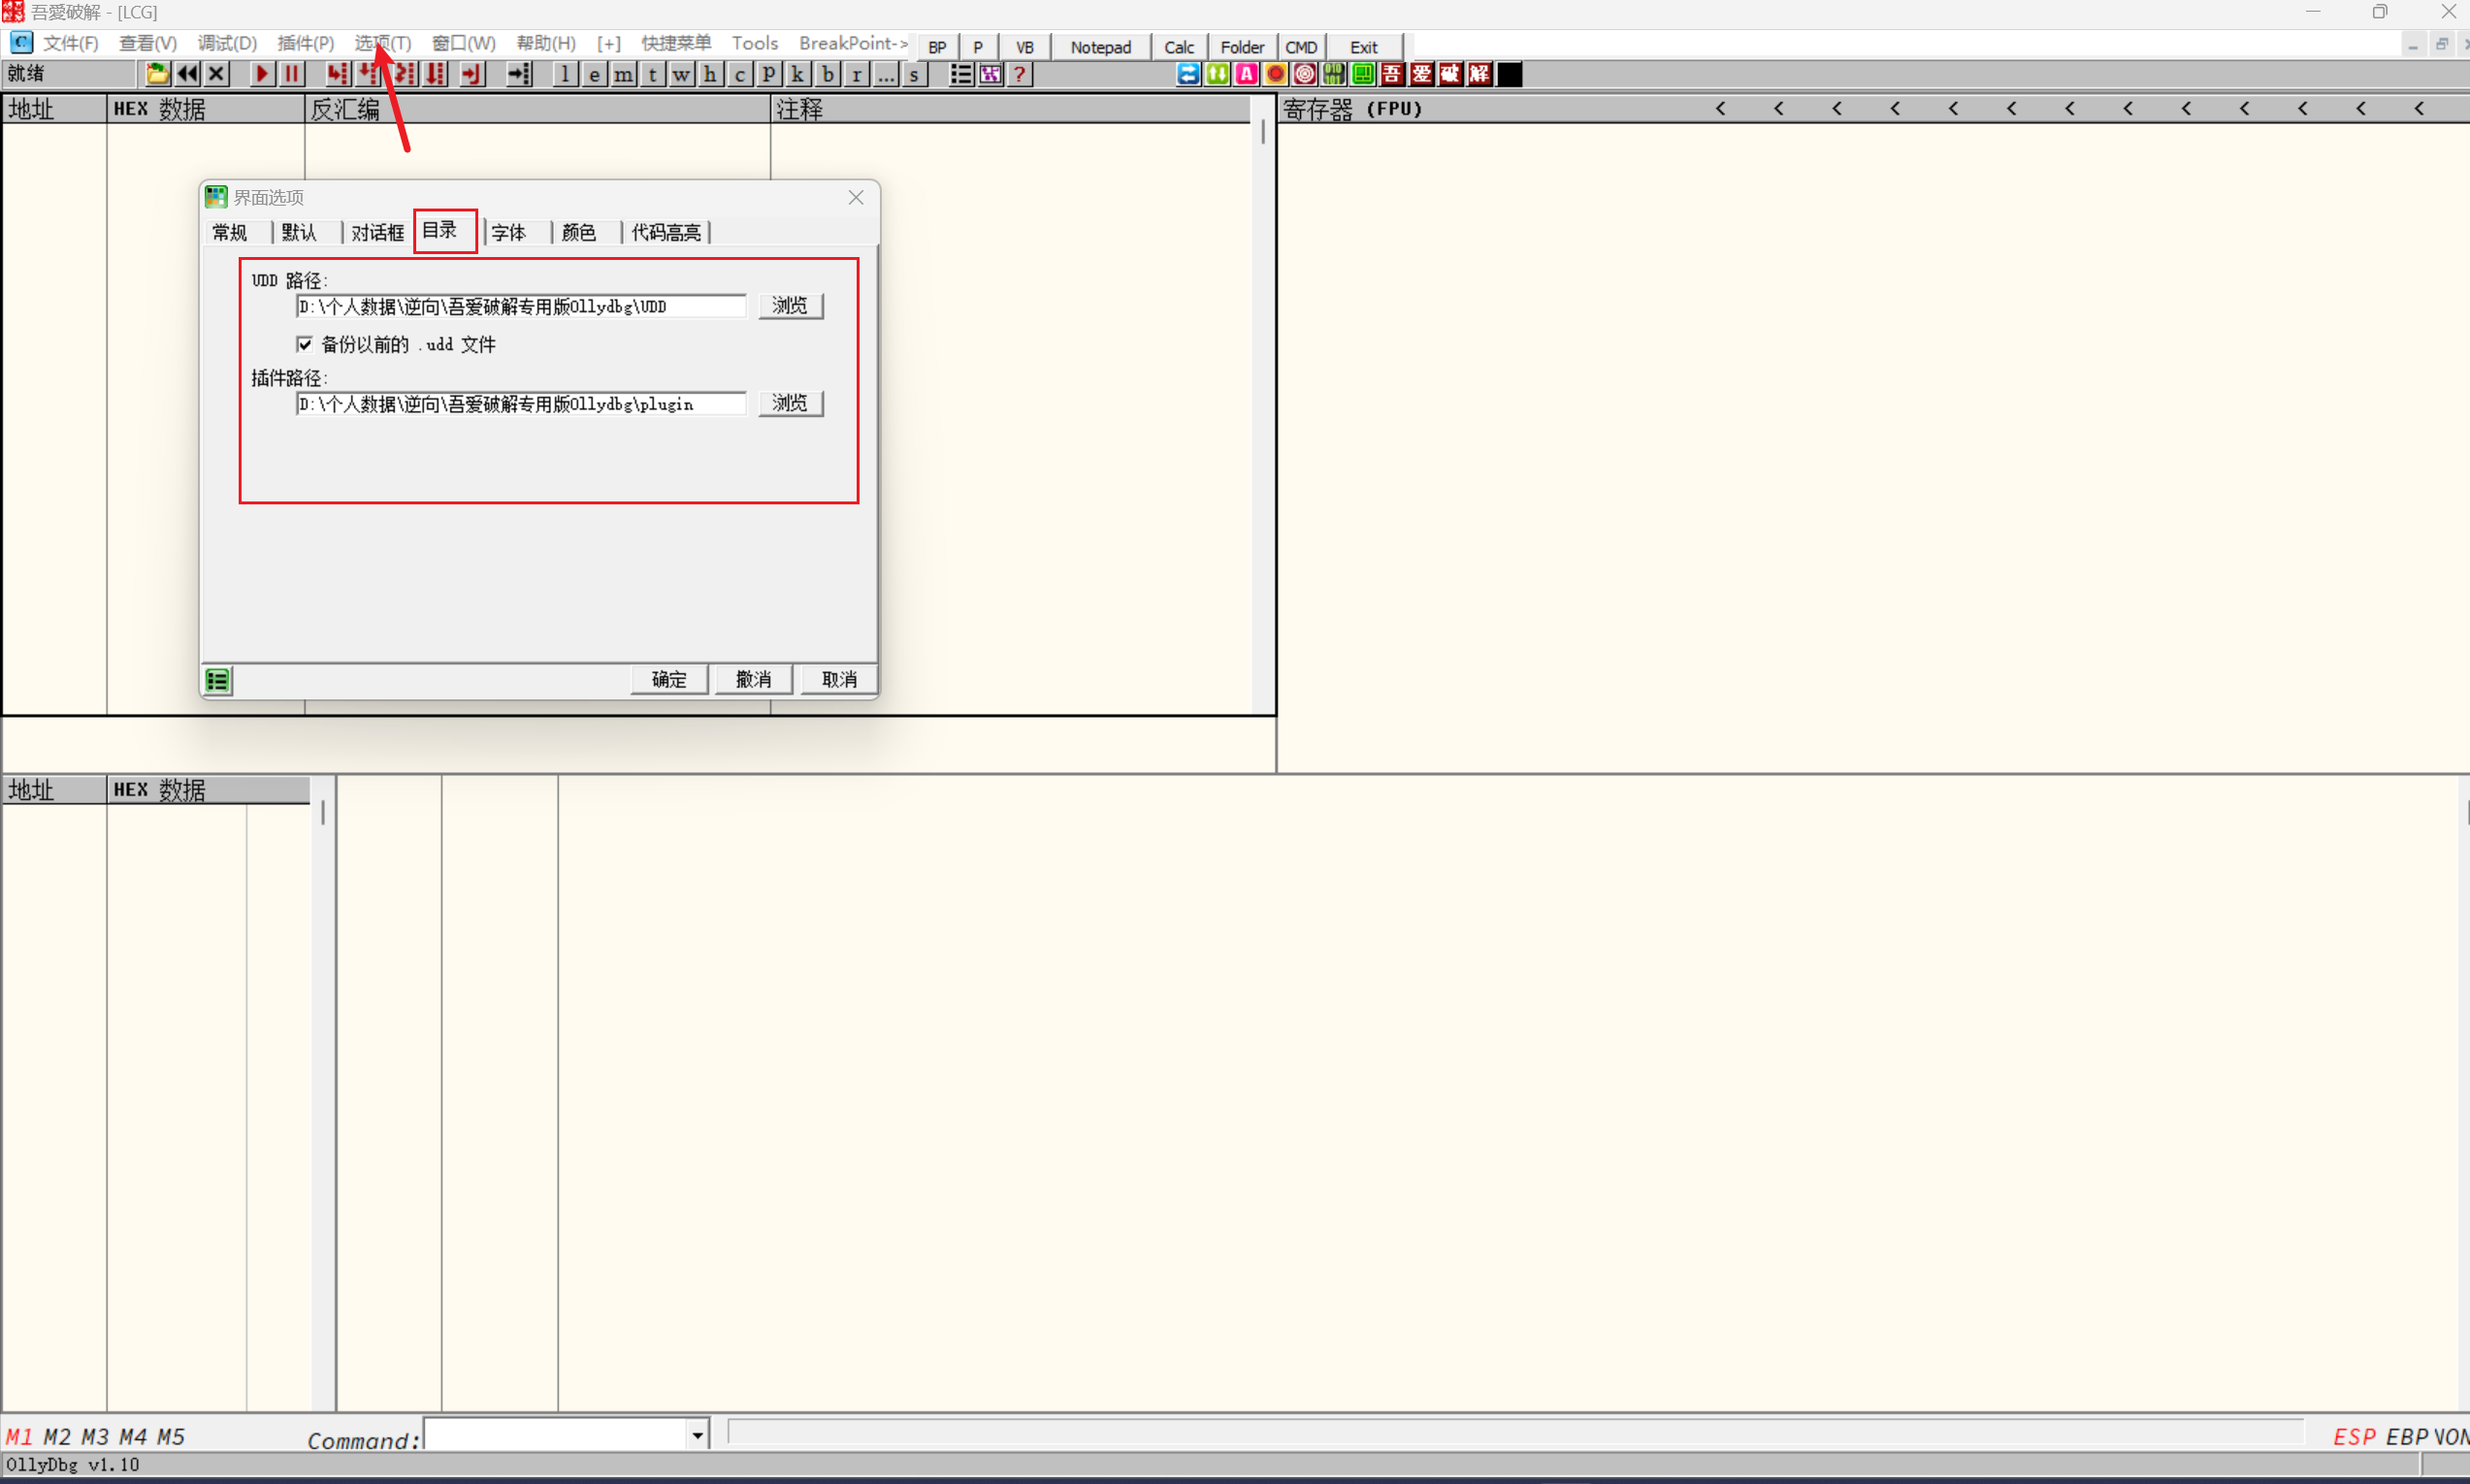 吾愛破解 - [LCG]
文件(F) 查看(V) 调试(D) 插件(P) 选项(T) 窗口(W) 帮助(H) [+] 快捷菜单 Tools BreakPoint-> BP P VB Notepad Calc Folder CMD Exit
就绪 l e m t w h c p k b r ... s ? A 吾 爱 破 解
地址 HEX 数据 反汇编 注释 寄存器 (FPU) < < < < < < < < < < < < <
界面选项
常规 默认 对话框 目录 字体 颜色 代码高亮
UDD 路径:
D:\个人数据\逆向\吾爱破解专用版Ollydbg\UDD 浏览
备份以前的 .udd 文件
插件路径:
D:\个人数据\逆向\吾爱破解专用版Ollydbg\plugin 浏览
确定 撤消 取消
地址 HEX 数据
M1 M2 M3 M4 M5 Command: ESP EBP NON
OllyDbg v1.10